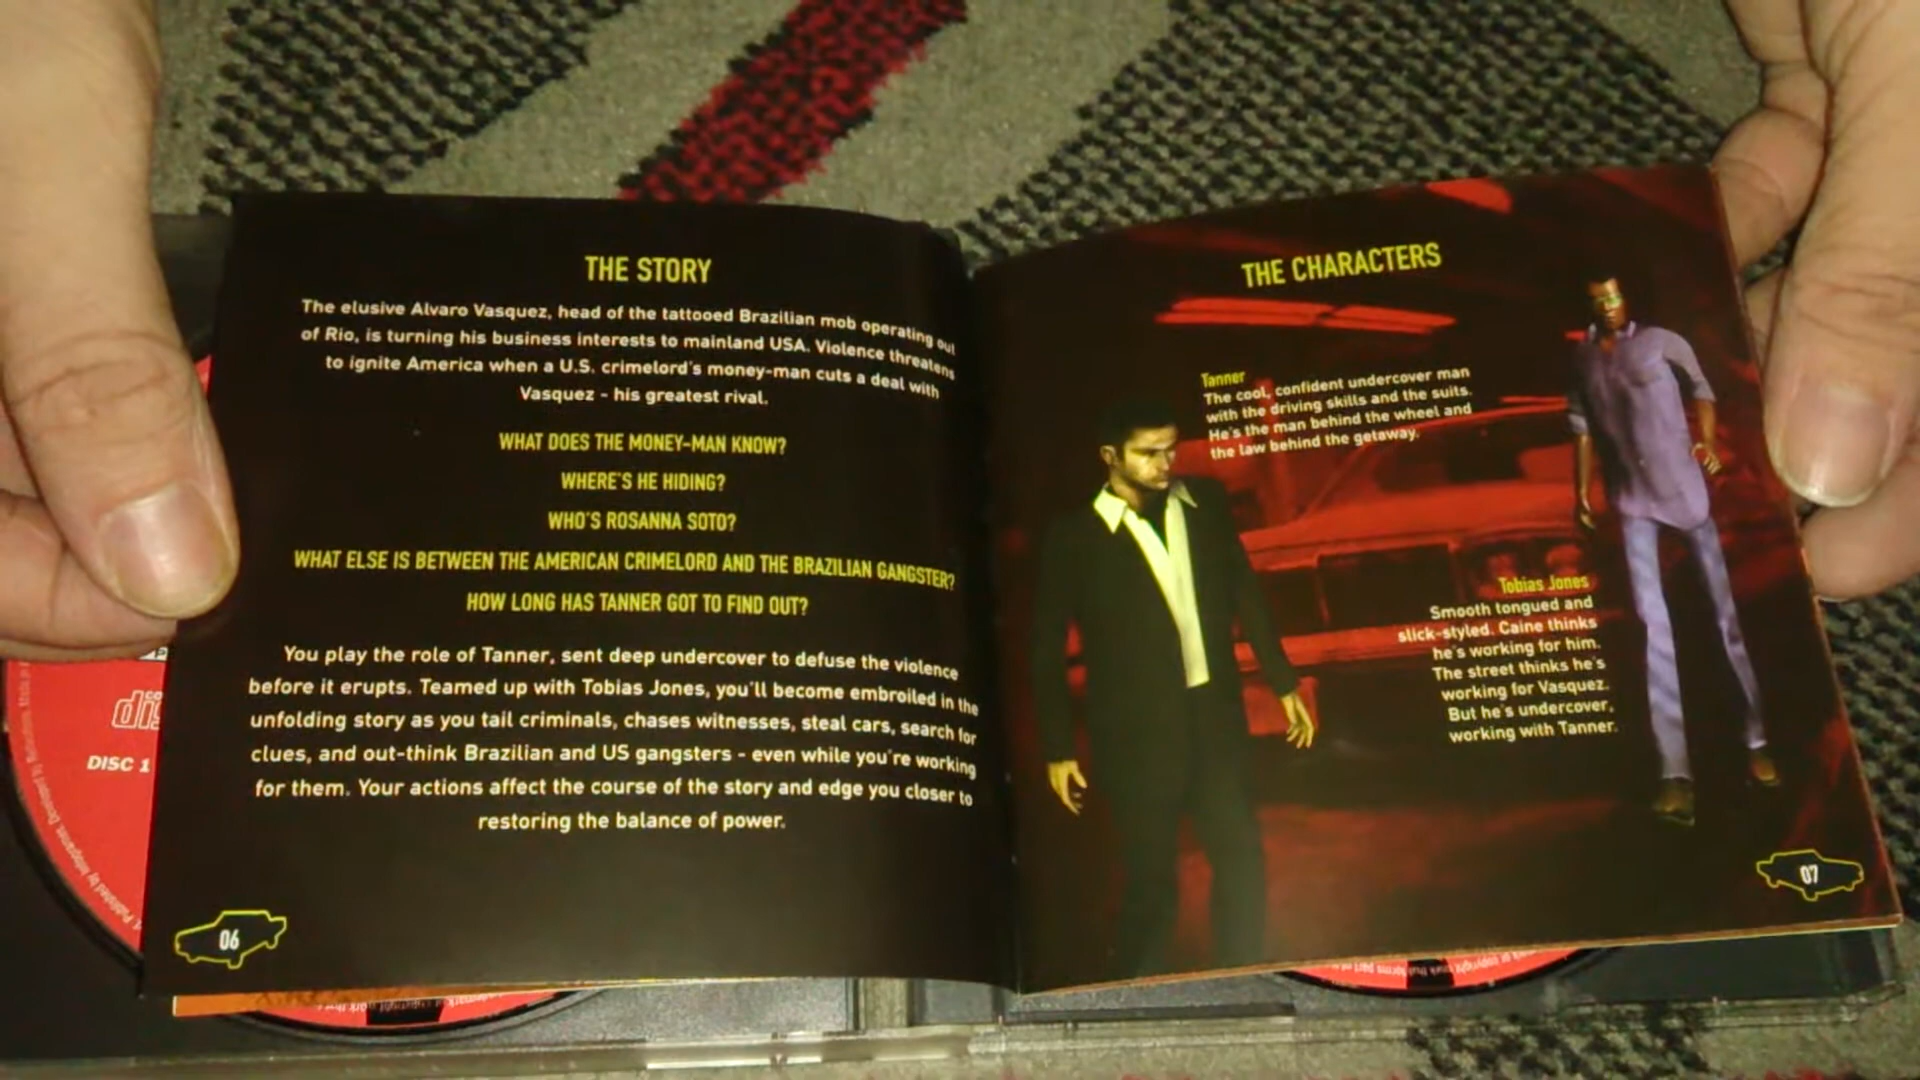 THE STORY
The elusive Alvaro Vasquez, head of the tattooed Brazilian mob operating out
of Rio, is turning his business interests to mainland USA. Violence threatens
to ignite America when a U.S. crimelord's money-man cuts a deal with
Vasquez - his greatest rival.
WHAT DOES THE MONEY-MAN KNOW?
WHERE'S HE HIDING?
WHO'S ROSANNA SOTO?
WHAT ELSE IS BETWEEN THE AMERICAN CRIMELORD AND THE BRAZILIAN GANGSTER?
HOW LONG HAS TANNER GOT TO FIND OUT?
You play the role of Tanner, sent deep undercover to defuse the violence
before it erupts. Teamed up with Tobias Jones, you'll become embroiled in the
unfolding story as you tail criminals, chases witnesses, steal cars, search for
clues, and out-think Brazilian and US gangsters - even while you're working
for them. Your actions affect the course of the story and edge you closer to
restoring the balance of power.
06
THE CHARACTERS
Tanner
The cool, confident undercover man
with the driving skills and the suits.
He's the man behind the wheel and
the law behind the getaway.
Tobias Jones
Smooth tongued and
slick-styled. Caine thinks
he's working for him.
The street thinks he's
working for Vasquez.
But he's undercover,
working with Tanner.
07
DISC 1